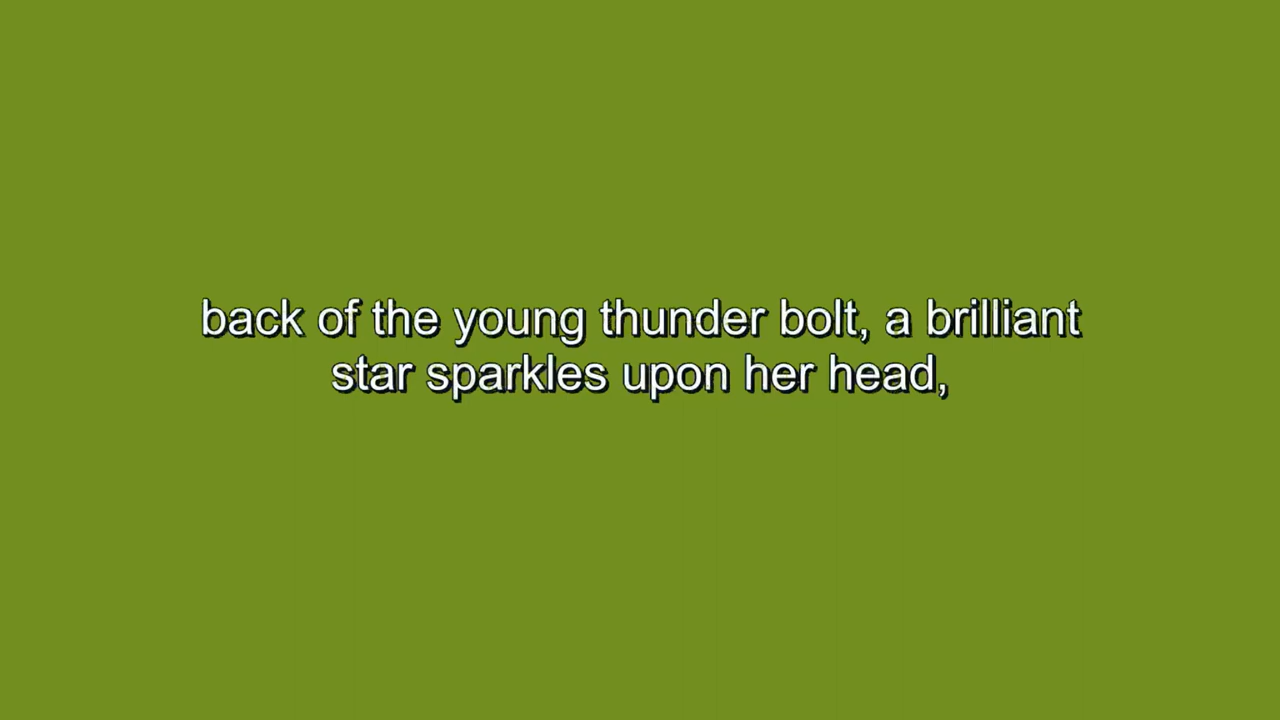 back of the young thunder bolt, a brilliant
star sparkles upon her head,